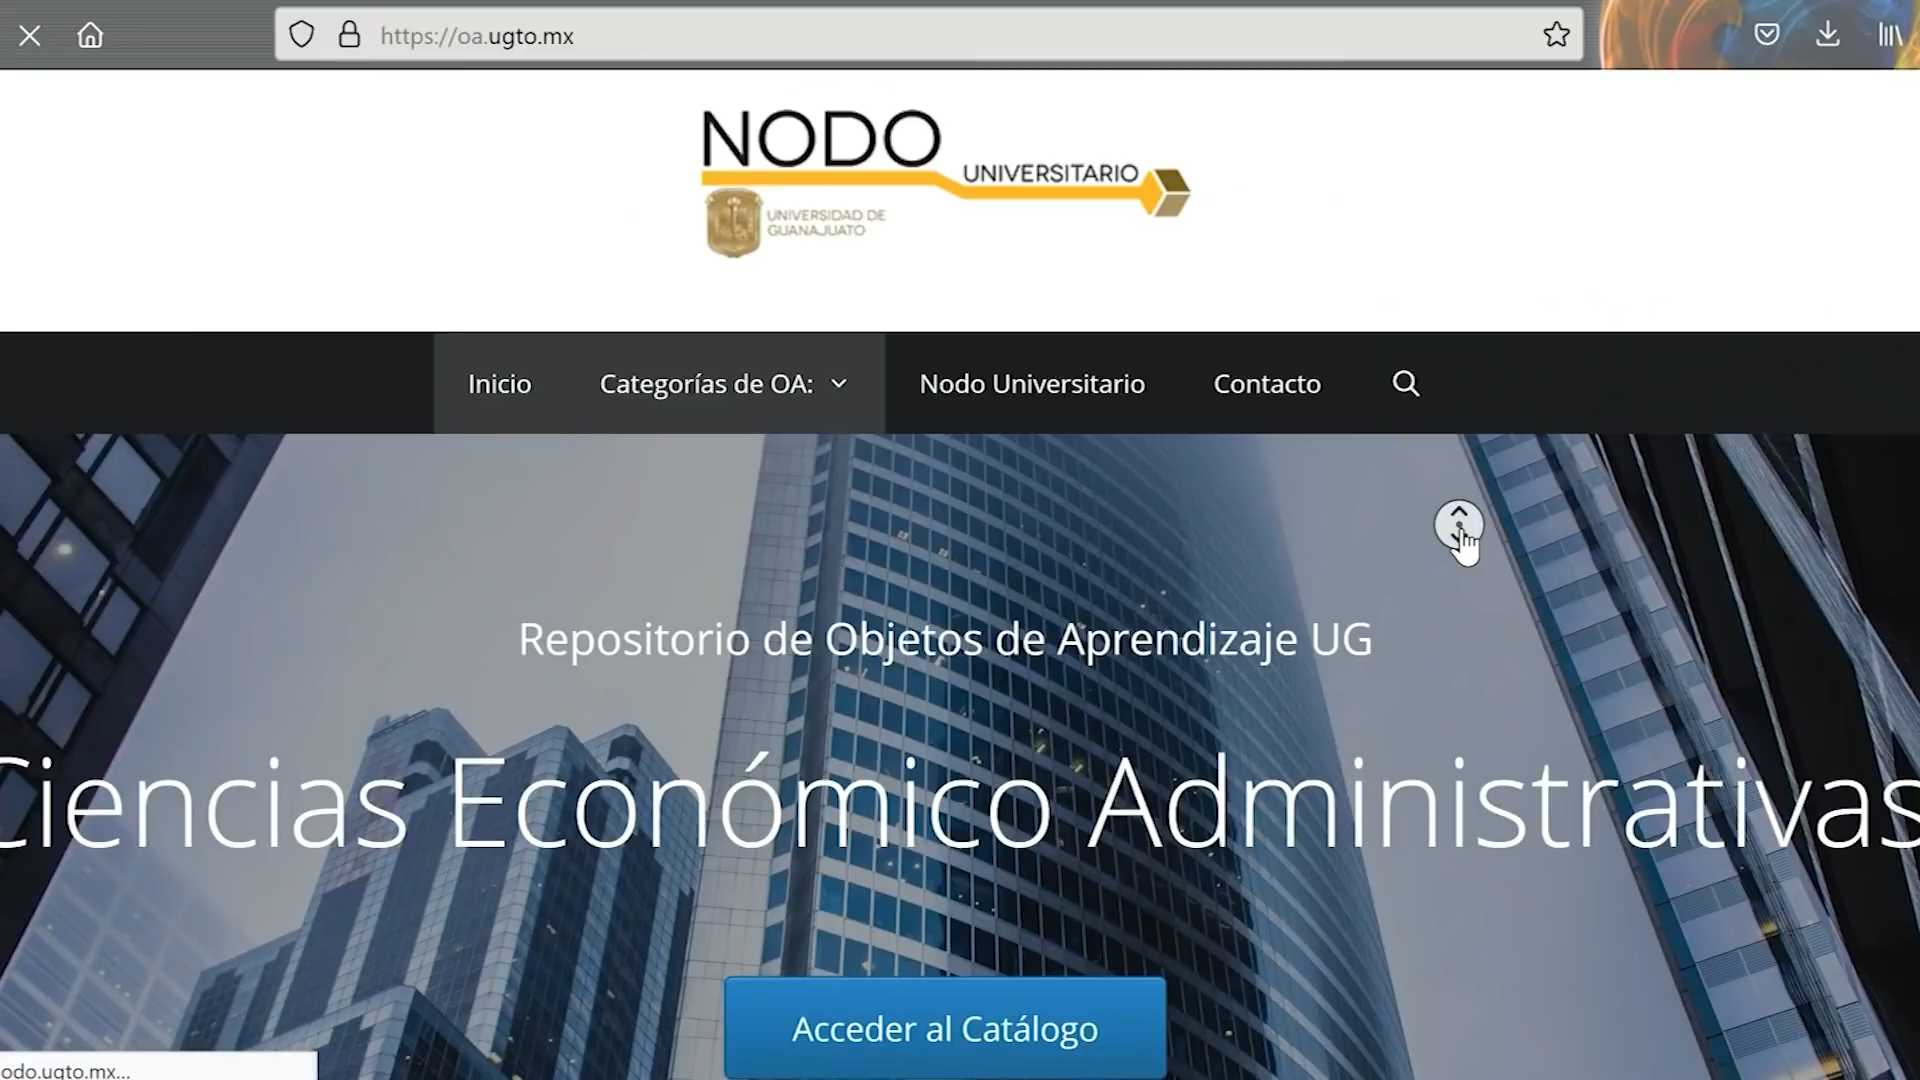 https://oa.ugto.mx
NODO
UNIVERSITARIO
UNIVERSIDAD DE
GUANAJUATO
Inicio
Categorías de OA:
Nodo Universitario
Contacto
Repositorio de Objetos de Aprendizaje UG
Ciencias Económico Administrativas
Acceder al Catálogo
odo.ugto.mx...